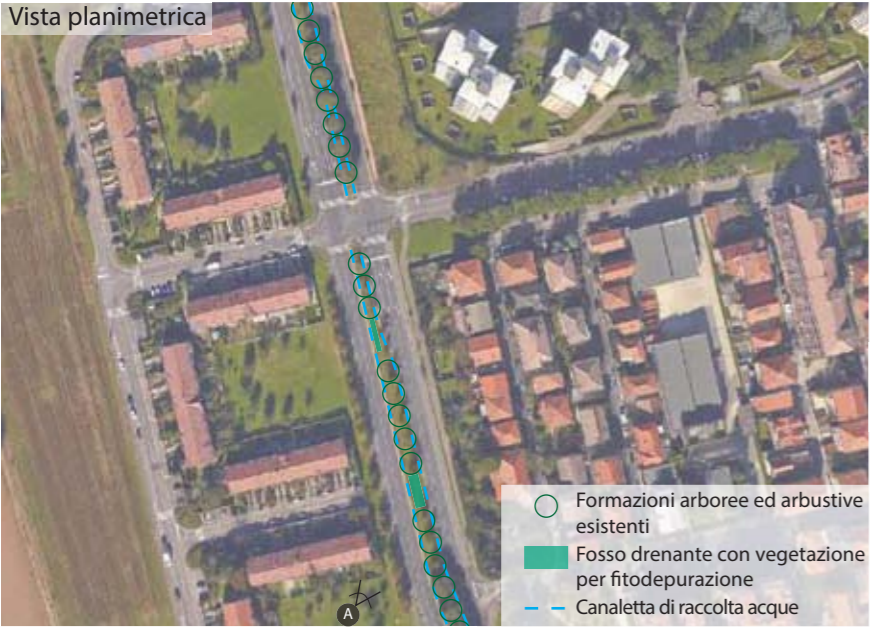 Vista planimetrica
Formazioni arboree ed arbustive
esistenti
Fosso drenante con vegetazione
per fitodepurazione
Canaletta di raccolta acque
A